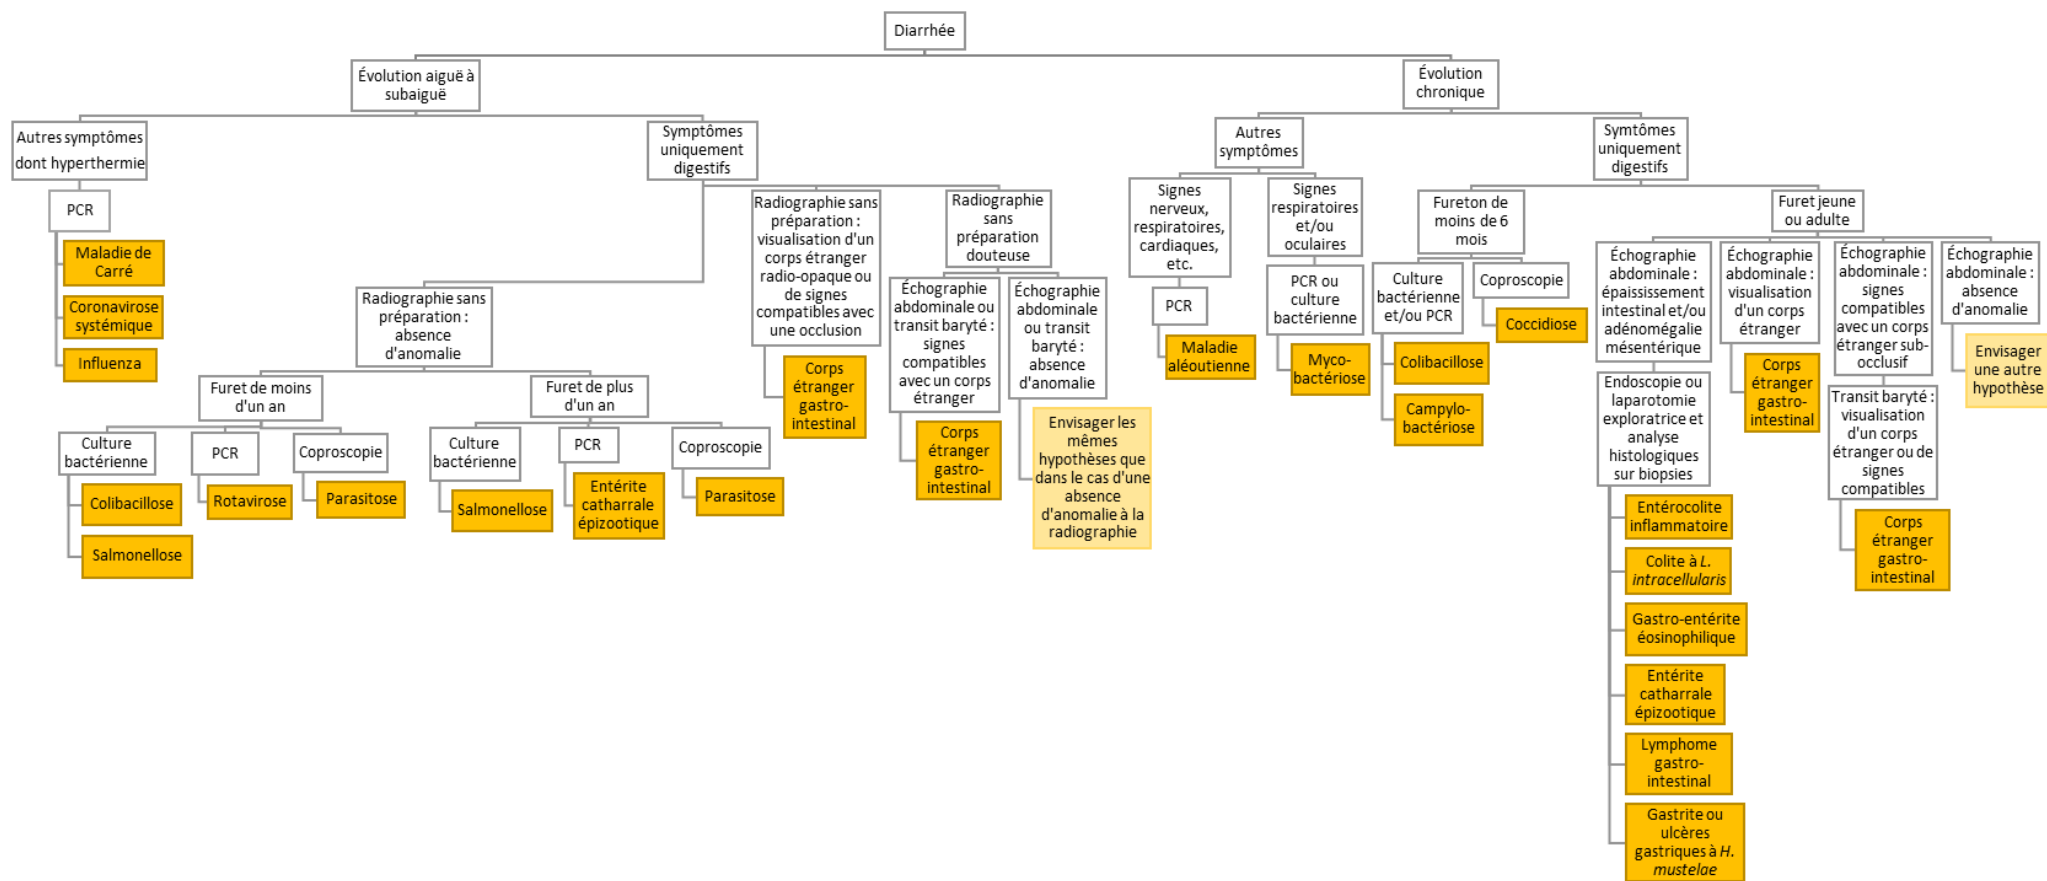 Diarrhée
Évolution aiguë à
subaiguë
Autres symptômes
dont hyperthermie
PCR
Maladie de
Carré
Coronavirose
systémique
Influenza
Symptômes
uniquement
digestifs
Radiographie sans
préparation :
absence
d'anomalie
Furet de moins
d'un an
Culture
bactérienne
Colibacillose
Salmonellose
PCR
Rotavirose
Coproscopie
Parasitose
Furet de plus
d'un an
Culture
bactérienne
Salmonellose
PCR
Entérite
catharrale
épizootique
Coproscopie
Parasitose
Radiographie sans
préparation :
visualisation d'un
corps étranger
radio-opaque ou
de signes
compatibles avec
une occlusion
Corps
étranger
gastro-
intestinal
Radiographie
sans
préparation
douteuse
Échographie
abdominale ou
transit baryté :
signes
compatibles
avec un corps
étranger
Corps
étranger
gastro-
intestinal
Échographie
abdominale
ou transit
baryté :
absence
d'anomalie
Envisager les
mêmes
hypothèses que
dans le cas d'une
absence
d'anomalie à la
radiographie
Évolution
chronique
Autres
symptômes
Signes
nerveux,
respiratoires,
cardiaques,
etc.
PCR
Maladie
aléoutienne
Signes
respiratoires
et/ou
oculaires
PCR ou
culture
bactérienne
Myco-
bactériose
Symtômes
uniquement
digestifs
Fureton de
moins de 6
mois
Culture
bactérienne
et/ou PCR
Colibacillose
Campylo-
bactériose
Coproscopie
Coccidiose
Furet jeune
ou adulte
Échographie
abdominale :
épaississement
intestinal et/ou
adénomégalie
mésentérique
Endoscopie ou
laparotomie
exploratrice et
analyse
histologiques
sur biopsies
Entérocolite
inflammatoire
Colite à L.
intracellularis
Gastro-entérite
éosinophilique
Entérite
catharrale
épizootique
Lymphome
gastro-
intestinal
Gastrite ou
ulcères
gastriques à H.
mustelae
Échographie
abdominale :
visualisation
d'un corps
étranger
Corps
étranger
gastro-
intestinal
Échographie
abdominale :
signes
compatibles
avec un corps
étranger sub-
occlusif
Transit baryté :
visualisation
d'un corps
étranger ou de
signes
compatibles
Corps
étranger
gastro-
intestinal
Échographie
abdominale :
absence
d'anomalie
Envisager
une autre
hypothèse